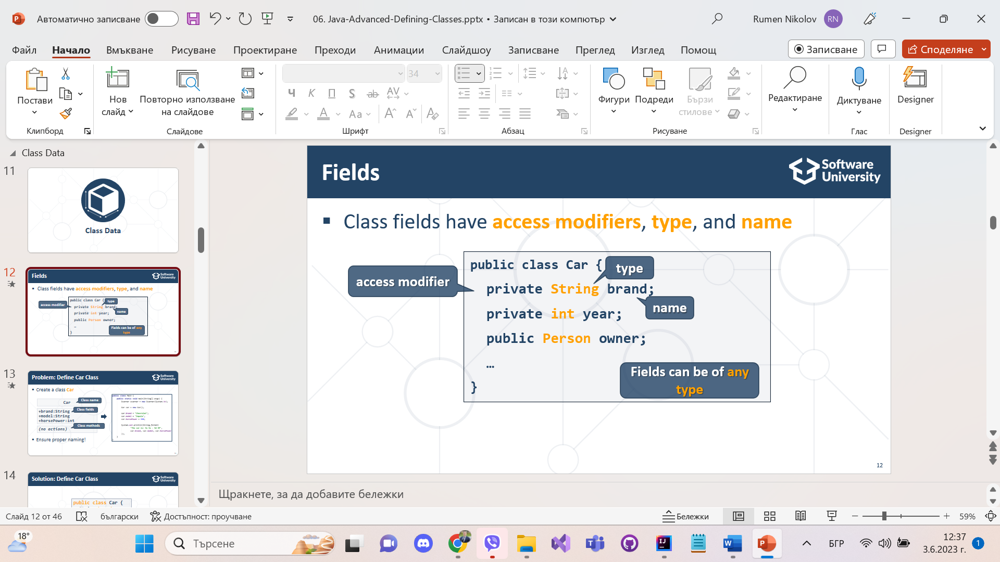 Автоматично записване
06. Java-Advanced-Defining-Classes.pptx • Записан в този компютър
Rumen Nikolov
RN
Файл
Начало
Вмъкване
Рисуване
Проектиране
Преходи
Анимации
Слайдшоу
Записване
Преглед
Изглед
Помощ
Записване
Споделяне
Постави
Клипборд
Нов
слайд
Повторно използване
на слайдове
Слайдове
34
Ч К П S ab AV
A Aa A A A
Шрифт
Абзац
Фигури
Подреди
Бързи
стилове
Рисуване
Редактиране
Диктуване
Глас
Designer
Designer
Class Data
11
Class Data
12
Fields
Software
University
Class fields have access modifiers, type, and name
access modifier
public class Car {
type
private String brand;
name
private int year;
public Person owner;
…
Fields can be of any
type
}
13
Problem: Define Car Class
Software
University
Create a class Car
Car
Class name
+brand:String
Class fields
+model:String
+horsePower:int
Class methods
(no actions)
Ensure proper naming!
14
Solution: Define Car Class
Software
University
public class Car {
Fields
Software
University
Class fields have access modifiers, type, and name
public class Car {
type
access modifier
private String brand;
name
private int year;
public Person owner;
…
Fields can be of any
type
}
12
Щракнете, за да добавите бележки
Слайд 12 от 46
български
Достъпност: проучване
Бележки
59%
18°
Търсене
БГР
12:37
3.6.2023 г.
1